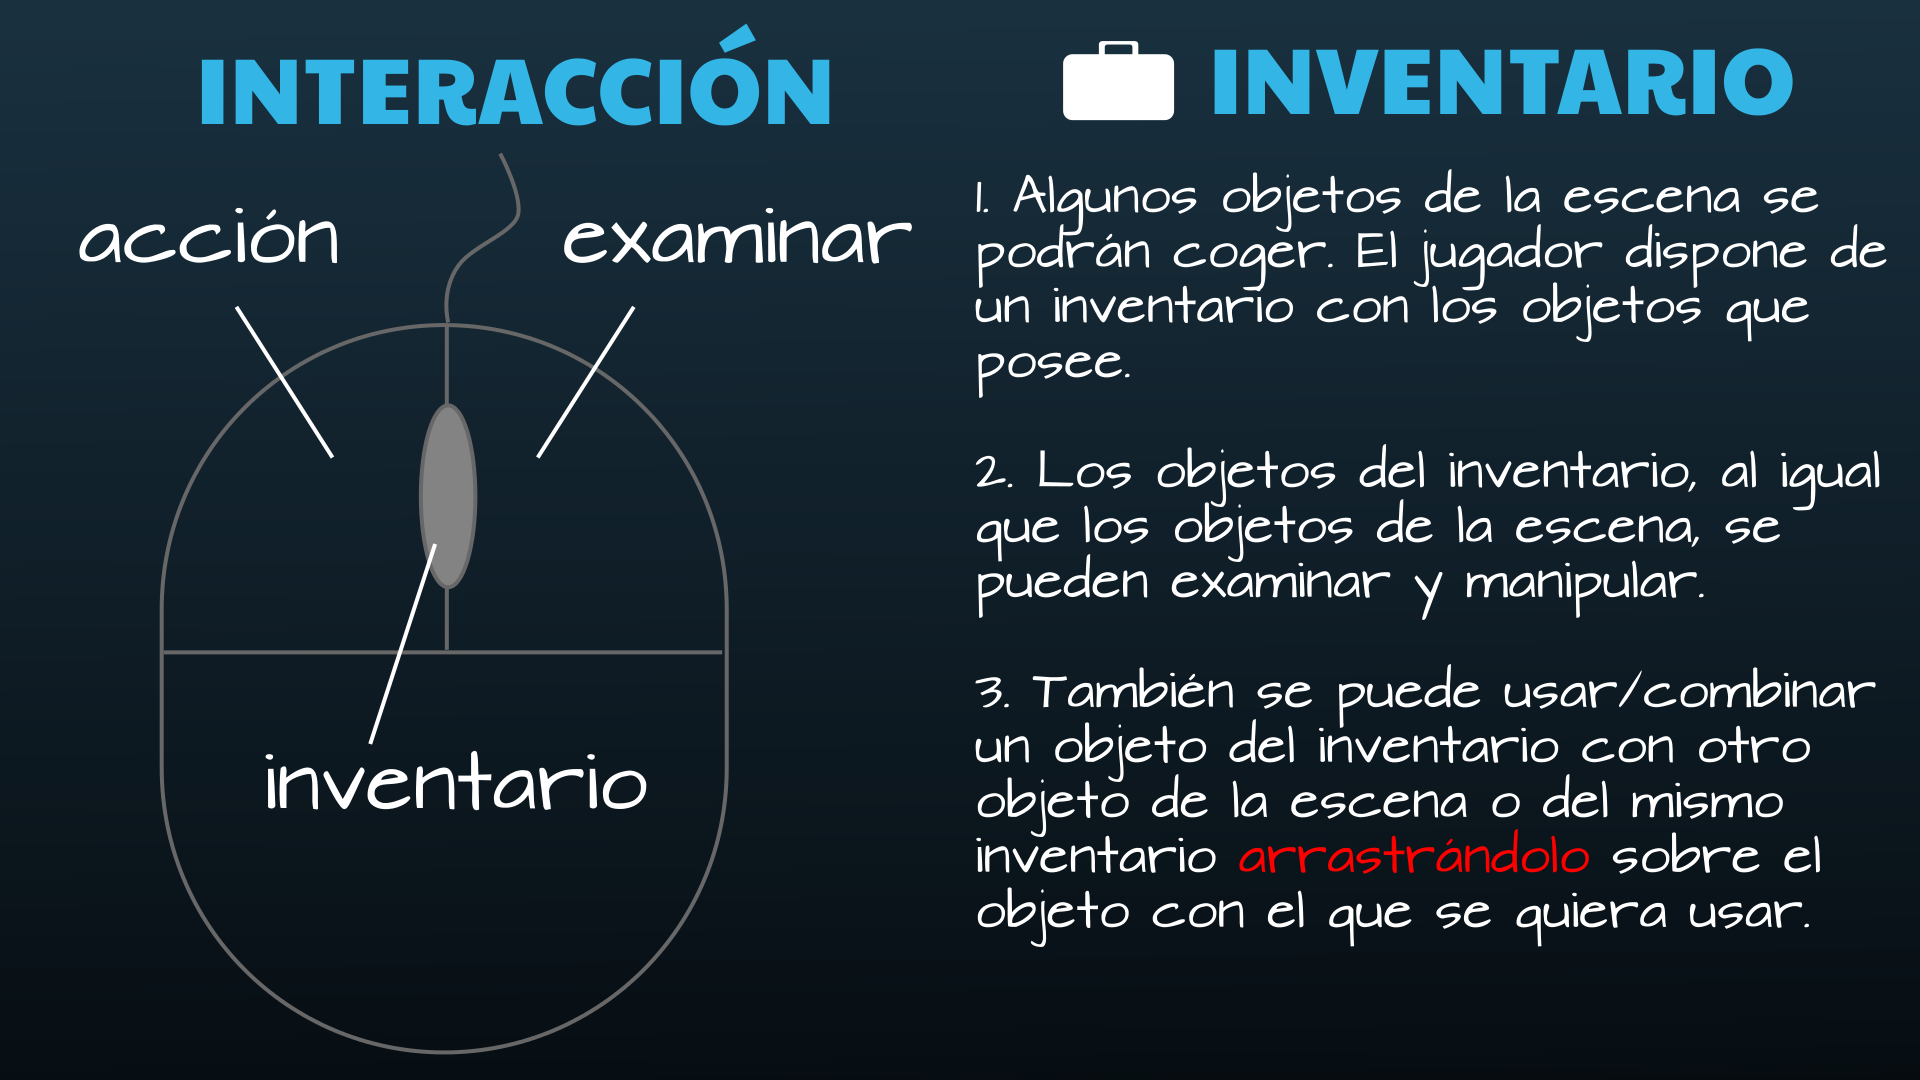 INTERACCIÓN
acción
examinar
inventario
INVENTARIO
1. Algunos objetos de la escena se
podrán coger. El jugador dispone de
un inventario con los objetos que
posee.
2. Los objetos del inventario, al igual
que los objetos de la escena, se
pueden examinar y manipular.
3. También se puede usar/combinar
un objeto del inventario con otro
objeto de la escena o del mismo
inventario arrastrándolo sobre el
objeto con el que se quiera usar.